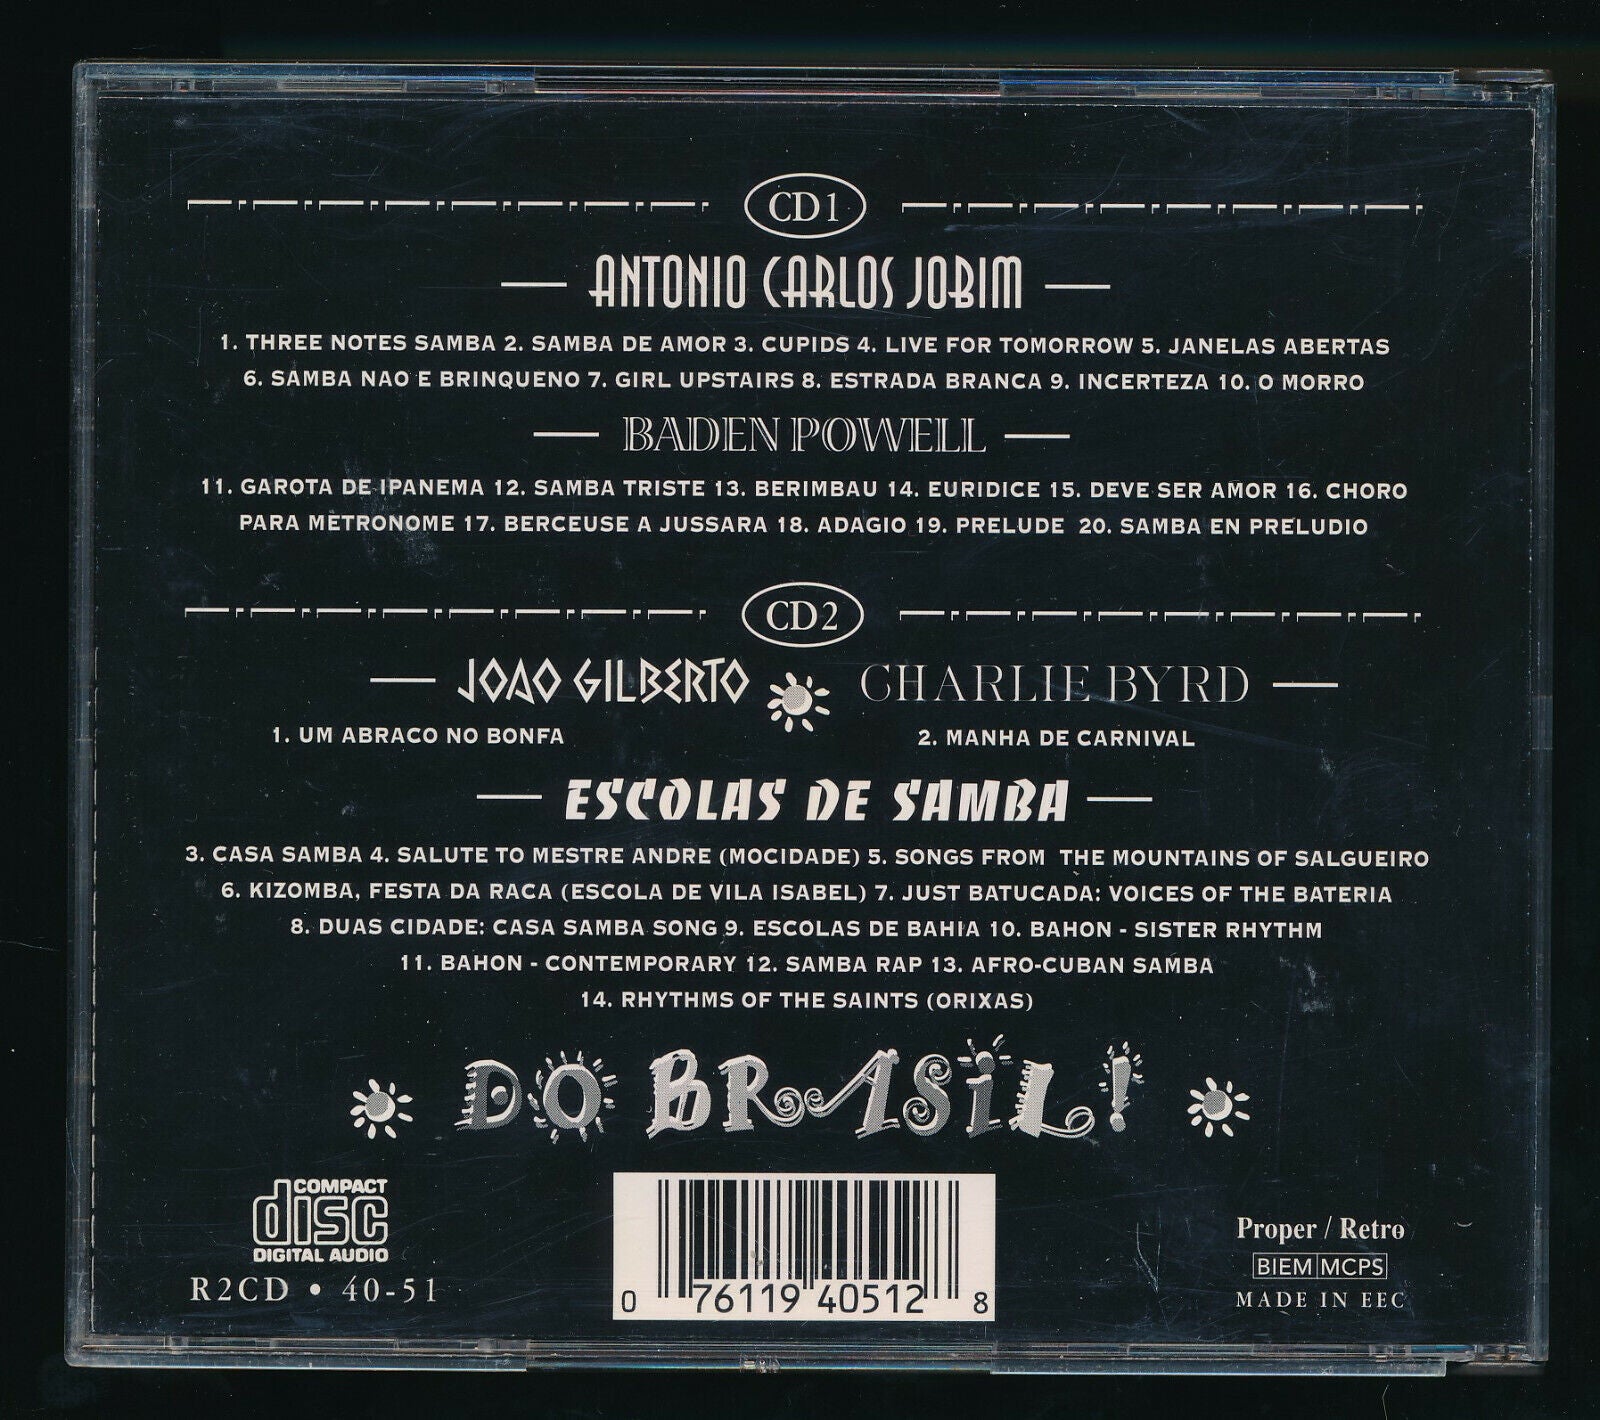 CD1
ANTONIO CARLOS JOBIM
1. THREE NOTES SAMBA 2. SAMBA DE AMOR 3. CUPIDS 4. LIVE FOR TOMORROW 5. JANELAS ABERTAS
6. SAMBA NAO E BRINQUENO 7. GIRL UPSTAIRS 8. ESTRADA BRANCA 9. INCERTEZA 10. O MORRO
BADEN POWELL
11. GAROTA DE IPANEMA 12. SAMBA TRISTE 13. BERIMBAU 14. EURIDICE 15. DEVE SER AMOR 16. CHORO
PARA METRONOME 17. BERCEUSE A JUSSARA 18. ADAGIO 19. PRELUDE 20. SAMBA EN PRELUDIO
CD2
JOAO GILBERTO CHARLIE BYRD
1. UM ABRACO NO BONFA 2. MANHA DE CARNIVAL
ESCOLAS DE SAMBA
3. CASA SAMBA 4. SALUTE TO MESTRE ANDRE (MOCIDADE) 5. SONGS FROM THE MOUNTAINS OF SALGUEIRO
6. KIZOMBA, FESTA DA RACA (ESCOLA DE VILA ISABEL) 7. JUST BATUCADA: VOICES OF THE BATERIA
8. DUAS CIDADE: CASA SAMBA SONG 9. ESCOLAS DE BAHIA 10. BAHON - SISTER RHYTHM
11. BAHON - CONTEMPORARY 12. SAMBA RAP 13. AFRO-CUBAN SAMBA
14. RHYTHMS OF THE SAINTS (ORIXAS)
DO BRASIL!
COMPACT
disc
DIGITAL AUDIO
R2CD • 40-51
0 76119 40512 8
Proper / Retro
BIEM MCPS
MADE IN EEC